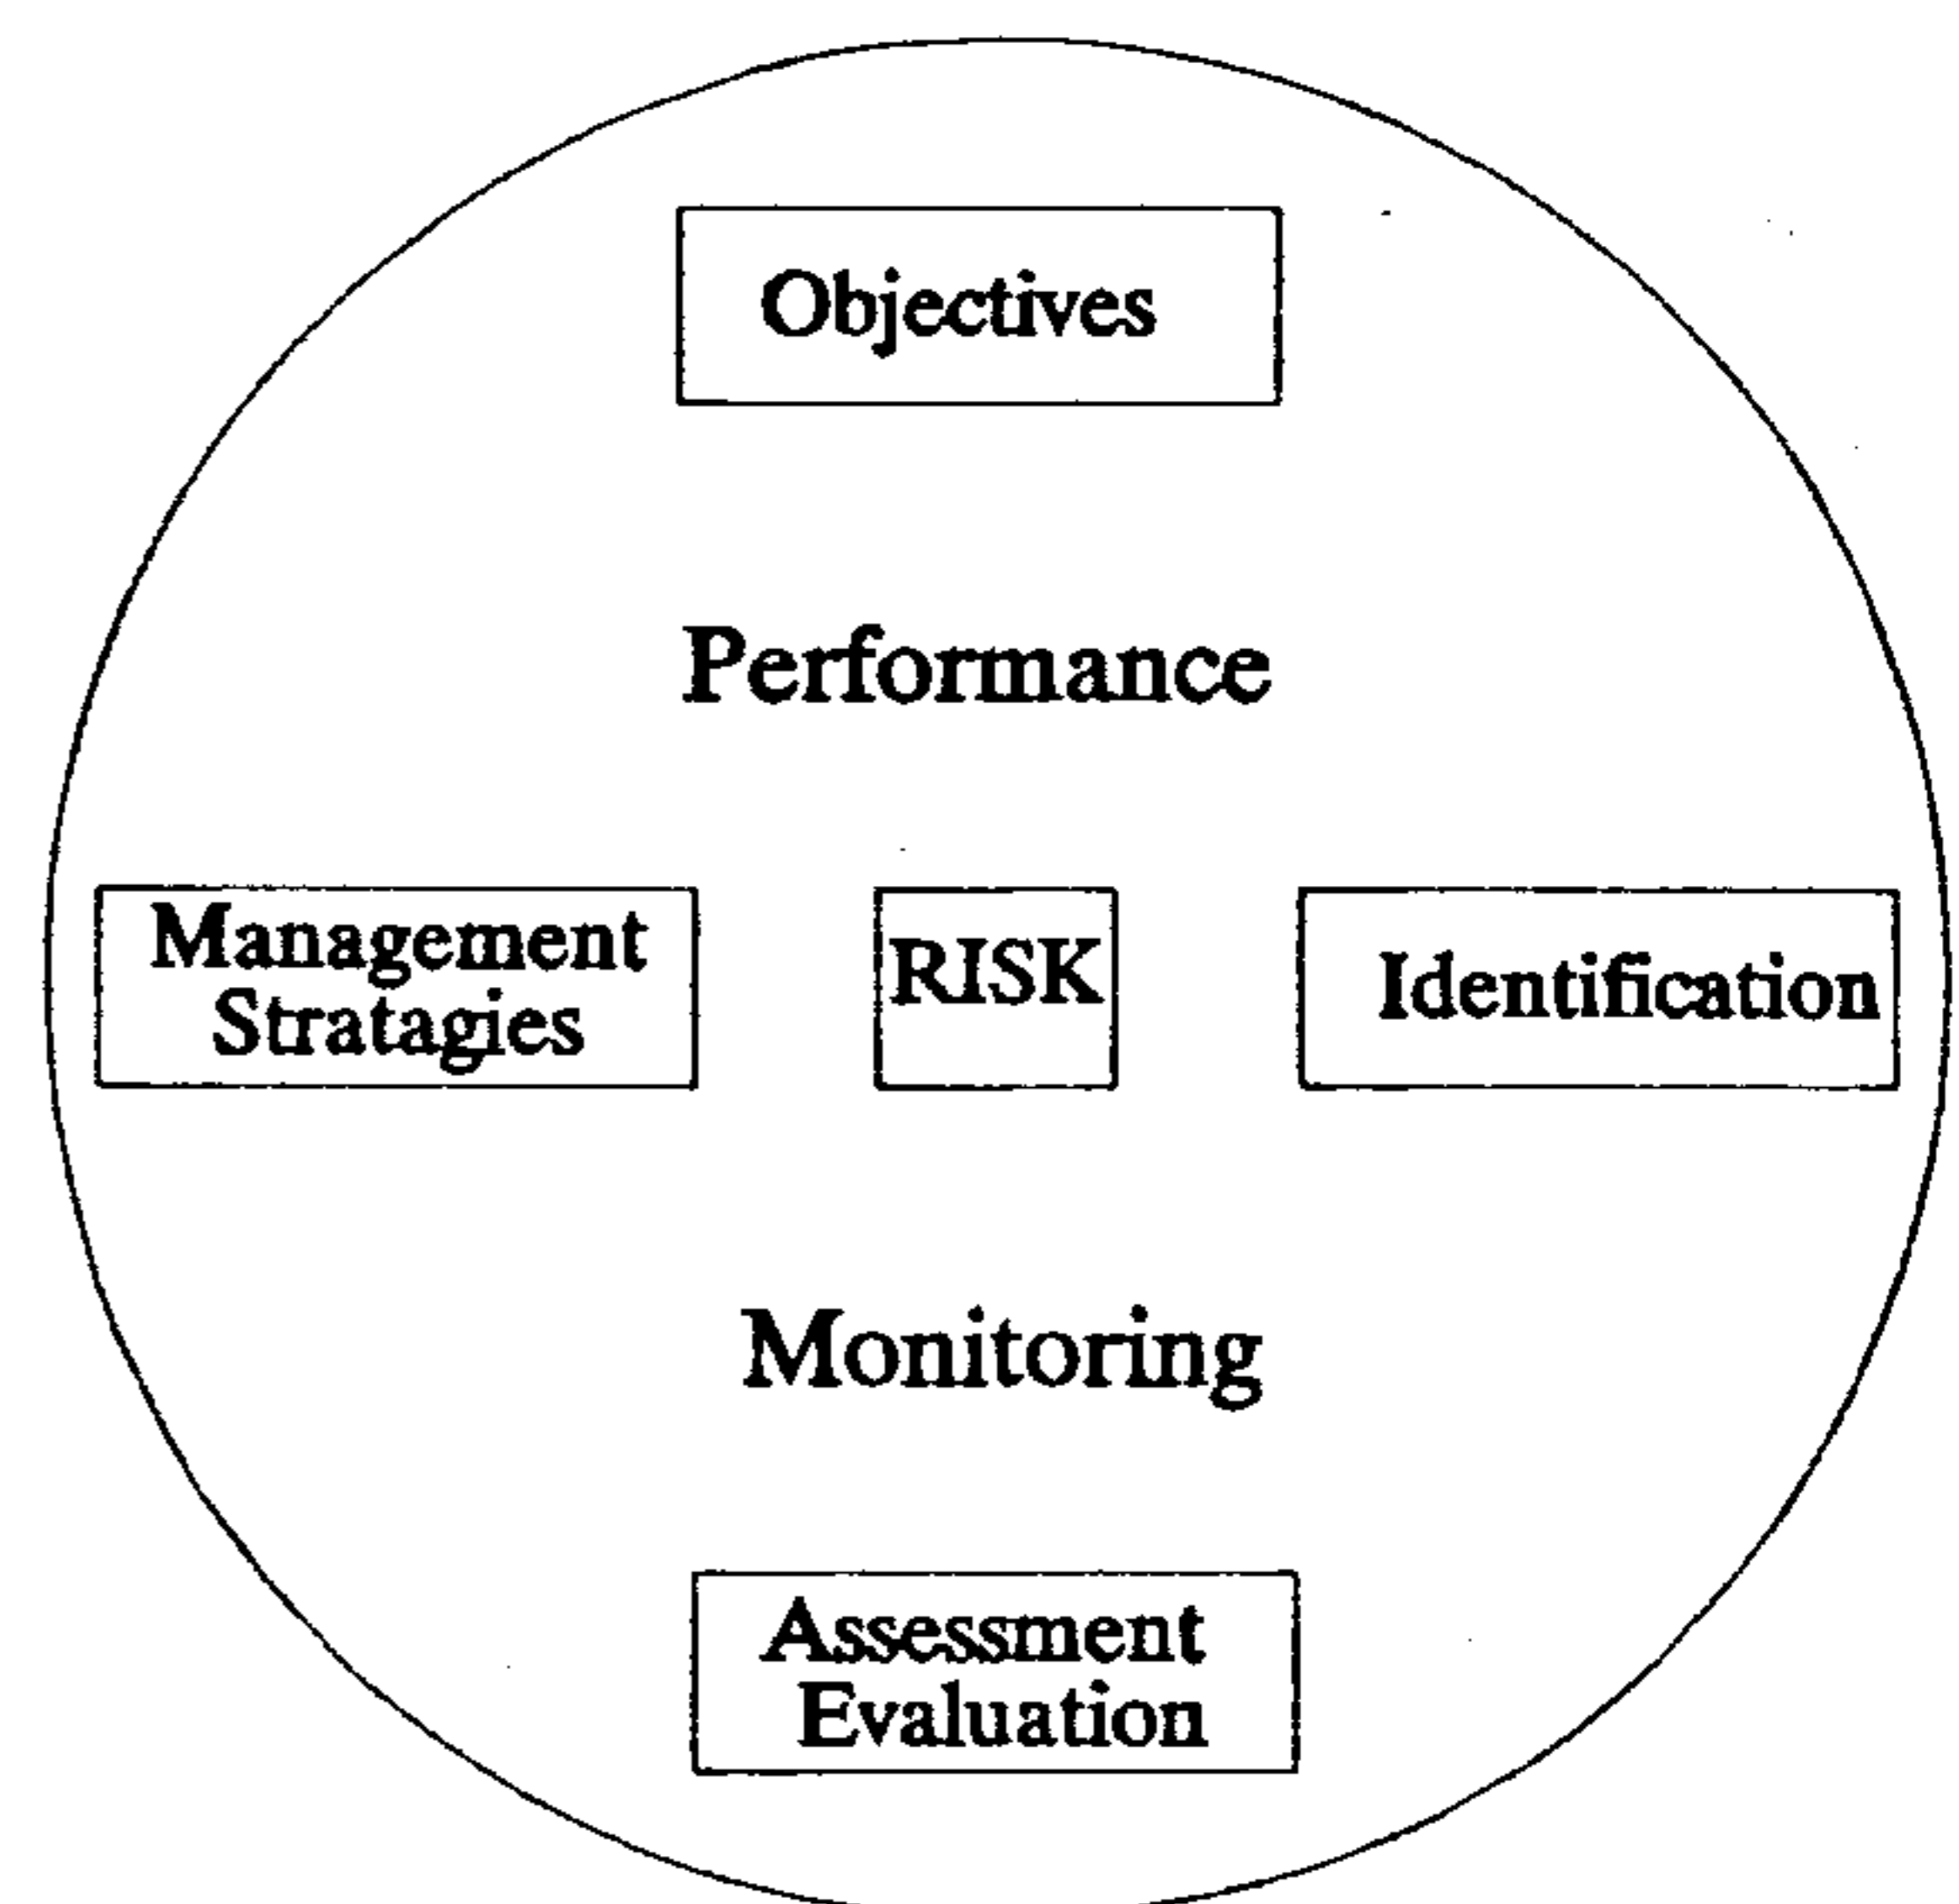 Objectives
Performance
Management
Stratagies
RISK
Identification
Monitoring
Assessment
Evaluation